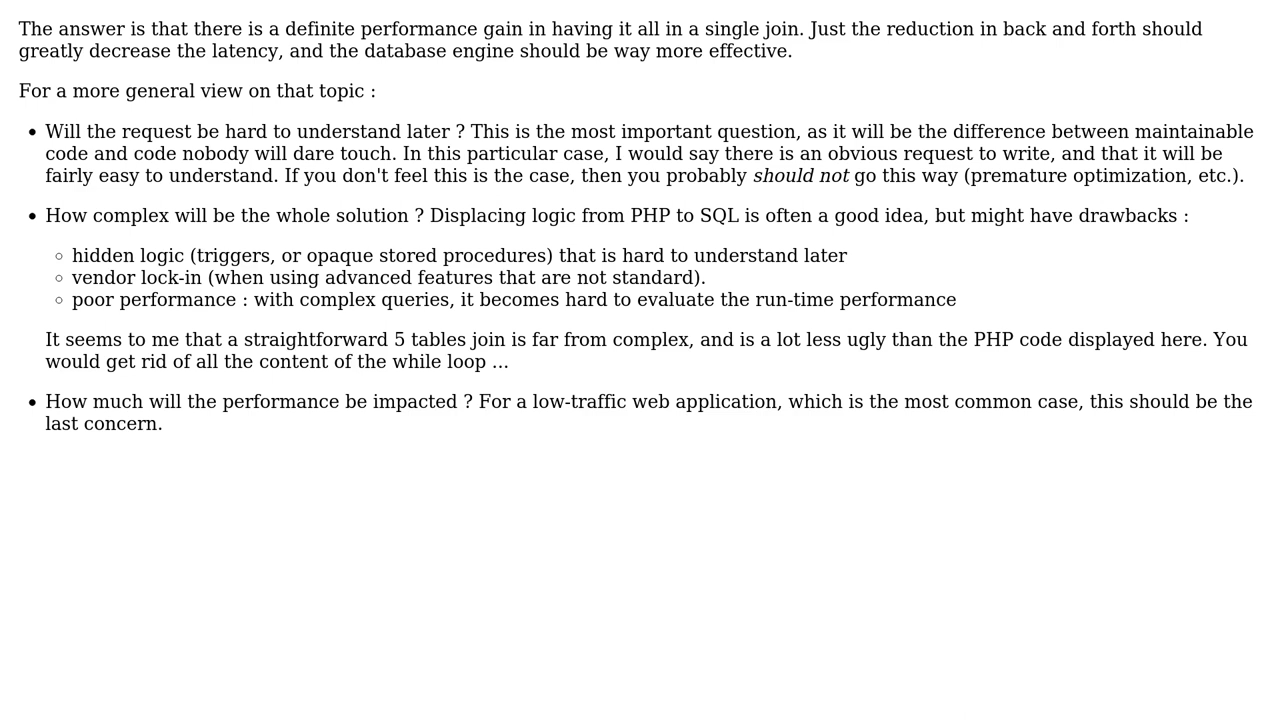 The answer is that there is a definite performance gain in having it all in a single join. Just the reduction in back and forth should
greatly decrease the latency, and the database engine should be way more effective.
For a more general view on that topic :
• Will the request be hard to understand later ? This is the most important question, as it will be the difference between maintainable
code and code nobody will dare touch. In this particular case, I would say there is an obvious request to write, and that it will be
fairly easy to understand. If you don't feel this is the case, then you probably should not go this way (premature optimization, etc.).
• How complex will be the whole solution ? Displacing logic from PHP to SQL is often a good idea, but might have drawbacks :
◦ hidden logic (triggers, or opaque stored procedures) that is hard to understand later
◦ vendor lock-in (when using advanced features that are not standard).
◦ poor performance : with complex queries, it becomes hard to evaluate the run-time performance
It seems to me that a straightforward 5 tables join is far from complex, and is a lot less ugly than the PHP code displayed here. You
would get rid of all the content of the while loop ...
• How much will the performance be impacted ? For a low-traffic web application, which is the most common case, this should be the
last concern.